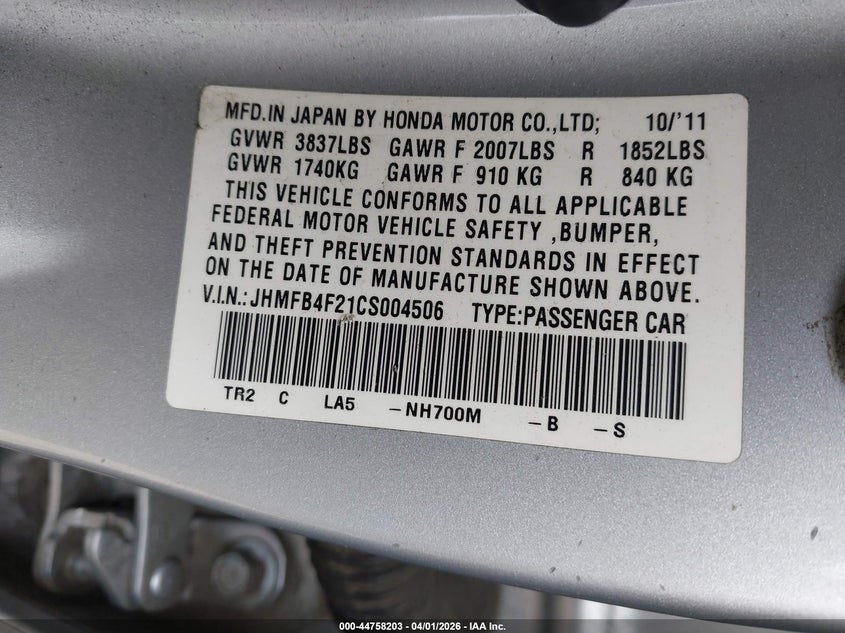 MFD.IN JAPAN BY HONDA MOTOR CO.,LTD; 10/'11
GVWR 3837LBS GAWR F 2007LBS R 1852LBS
GVWR 1740KG GAWR F 910 KG R 840 KG
THIS VEHICLE CONFORMS TO ALL APPLICABLE
FEDERAL MOTOR VEHICLE SAFETY ,BUMPER,
AND THEFT PREVENTION STANDARDS IN EFFECT
ON THE DATE OF MANUFACTURE SHOWN ABOVE.
V.I.N.:JHMFB4F21CS004506 TYPE:PASSENGER CAR
TR2 C LA5 -NH700M -B -S
000-44758203 - 04/01/2026 - IAA Inc.